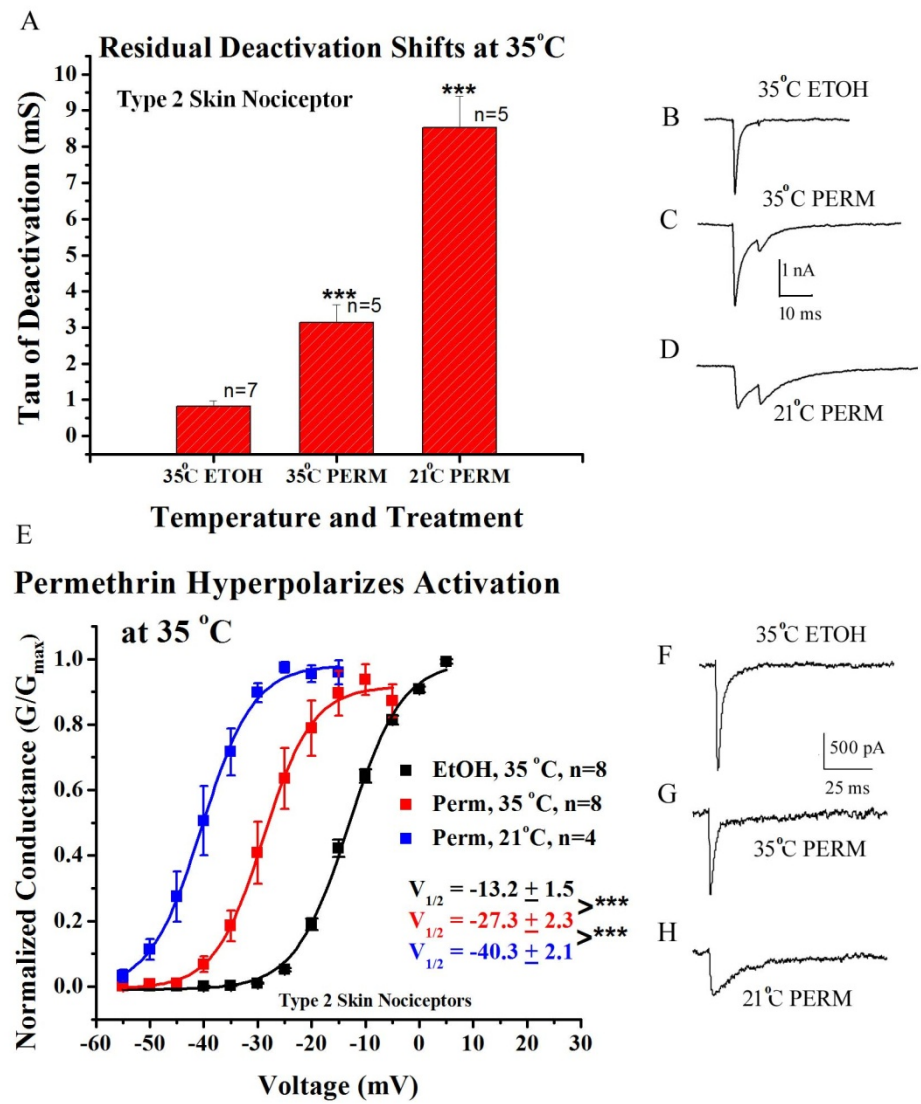 A
Residual Deactivation Shifts at 35°C
Type 2 Skin Nociceptor
Tau of Deactivation (mS)
10
9
8
7
6
5
4
3
2
1
0
n=7
***
n=5
***
n=5
35°C ETOH
35°C PERM
21°C PERM
Temperature and Treatment
B
35°C ETOH
C
35°C PERM
1 nA
10 ms
D
21°C PERM
E
Permethrin Hyperpolarizes Activation
at 35 °C
Normalized Conductance (G/Gmax)
1.0
0.8
0.6
0.4
0.2
0.0
EtOH, 35 °C, n=8
Perm, 35 °C, n=8
Perm, 21°C, n=4
V1/2 = -13.2 ± 1.5
>***
V1/2 = -27.3 ± 2.3
>***
V1/2 = -40.3 ± 2.1
Type 2 Skin Nociceptors
-60 -50 -40 -30 -20 -10 0 10 20 30
Voltage (mV)
F
35°C ETOH
500 pA
25 ms
G
35°C PERM
H
21°C PERM